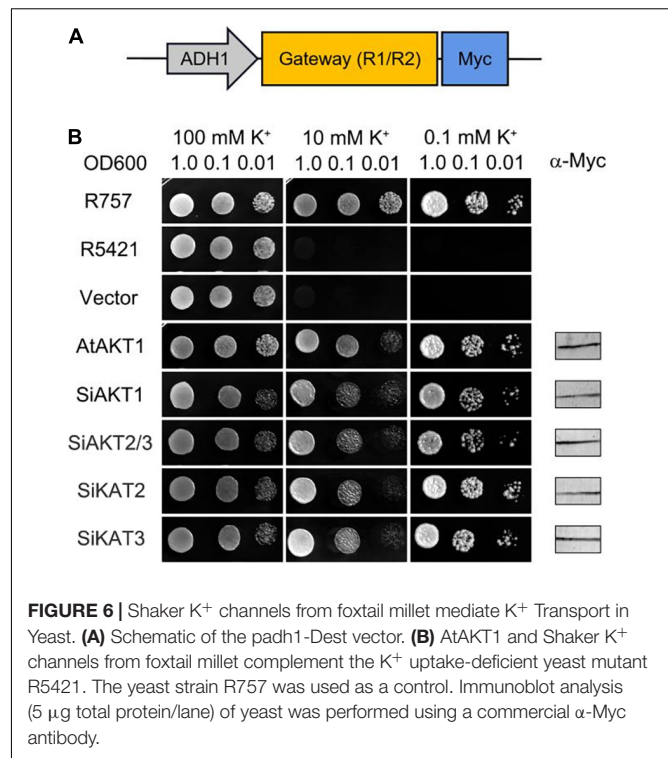 A
ADH1
Gateway (R1/R2)
Myc
B
100 mM K⁺ 10 mM K⁺ 0.1 mM K⁺
OD600 1.0 0.1 0.01 1.0 0.1 0.01 1.0 0.1 0.01 α-Myc
R757
R5421
Vector
AtAKT1
SiAKT1
SiAKT2/3
SiKAT2
SiKAT3
FIGURE 6 | Shaker K⁺ channels from foxtail millet mediate K⁺ Transport in
Yeast. (A) Schematic of the padh1-Dest vector. (B) AtAKT1 and Shaker K⁺
channels from foxtail millet complement the K⁺ uptake-deficient yeast mutant
R5421. The yeast strain R757 was used as a control. Immunoblot analysis
(5 μg total protein/lane) of yeast was performed using a commercial α-Myc
antibody.